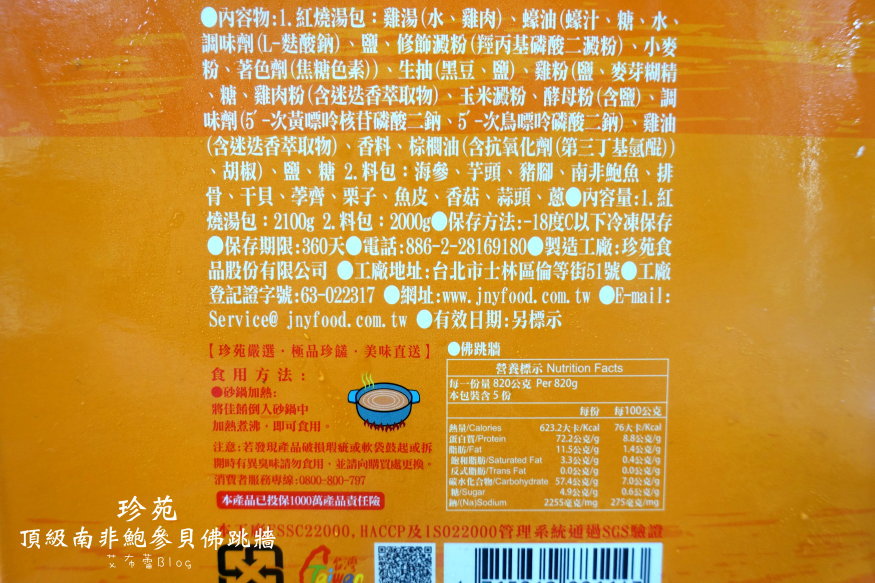 ●內容物:1.紅燒湯包：雞湯(水、雞肉)、蠔油(蠔汁、糖、水、
調味劑(L-麩酸鈉)、鹽、修飾澱粉(羥丙基磷酸二澱粉)、小麥
粉、著色劑(焦糖色素))、生抽(黑豆、鹽)、雞粉(鹽、麥芽糊精
、糖、雞肉粉(含迷迭香萃取物)、玉米澱粉、酵母粉(含鹽)、調
味劑(5´-次黃嘌呤核苷磷酸二鈉、5´-次鳥嘌呤磷酸二鈉)、雞油
(含迷迭香萃取物)、香料、棕櫚油(含抗氧化劑(第三丁基氫醌))
、胡椒)、鹽、糖 2.料包：海參、芋頭、豬腳、南非鮑魚、排
骨、干貝、荸薺、栗子、魚皮、香菇、蒜頭、蔥●內容量:1.紅
燒湯包：2100g 2.料包：2000g●保存方法:-18度C以下冷凍保存
●保存期限:360天●電話:886-2-28169180●製造工廠:珍苑食
品股份有限公司 ●工廠地址:台北市士林區倫等街51號●工廠
登記證字號:63-022317 ●網址:www.jnyfood.com.tw ●E-mail:
Service@ jnyfood.com.tw ●有效日期:另標示
【珍苑嚴選・極品珍饈・美味直送】
食用方法：
●砂鍋加熱:
將佳餚倒入砂鍋中
加熱煮沸，即可食用。
注意:若發現產品破損瑕疵或軟袋鼓起或拆
開時有異臭味請勿食用，並請向購買處更換。
消費者服務專線:0800-800-797
本產品已投保1000萬產品責任險
●佛跳牆
營養標示 Nutrition Facts
每一份量 820公克 Per 820g
本包裝含 5 份
每份 每100公克
熱量/Calories 623.2大卡/Kcal 76大卡/Kcal
蛋白質/Protein 72.2公克/g 8.8公克/g
脂肪/Fat 11.5公克/g 1.4公克/g
飽和脂肪/Saturated Fat 3.3公克/g 0.4公克/g
反式脂肪/Trans Fat 0.0公克/g 0.0公克/g
碳水化合物/Carbohydrate 57.4公克/g 7.0公克/g
糖/Sugar 4.9公克/g 0.6公克/g
鈉/(Na)Sodium 2255毫克/mg 275毫克/mg
FSSC22000,HACCP及ISO22000管理系統通過SGS驗證
台灣
Taiwan
珍苑
頂級南非鮑參貝佛跳牆
艾布蕾Blog